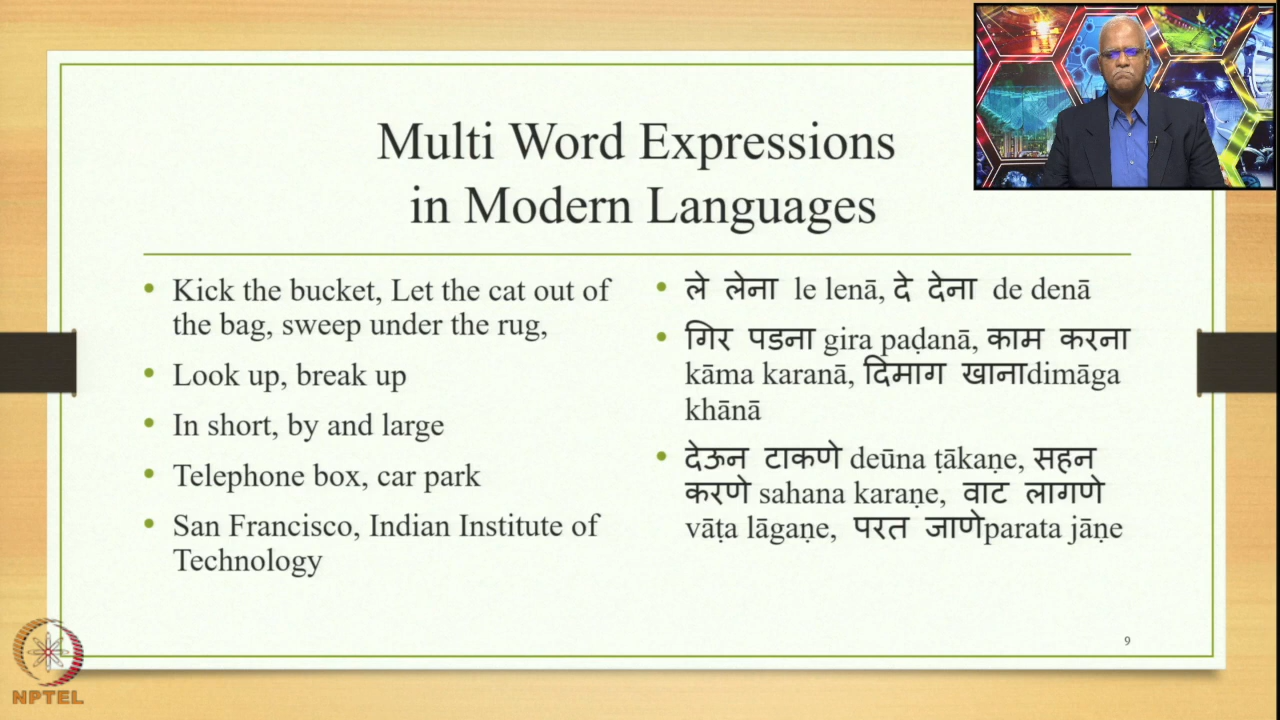 Multi Word Expressions
in Modern Languages
• Kick the bucket, Let the cat out of
the bag, sweep under the rug,
• Look up, break up
• In short, by and large
• Telephone box, car park
• San Francisco, Indian Institute of
Technology
• ले लेना le lenā, दे देना de denā
• गिर पडना gira paḍanā, काम करना
kāma karanā, दिमाग खानाdimāga
khānā
• देऊन टाकणे deūna ṭākaṇe, सहन
करणे sahana karaṇe, वाट लागणे
vāṭa lāgaṇe, परत जाणेparata jāṇe
9
NPTEL